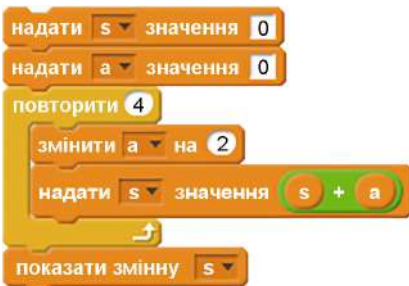 надати s значення 0
надати a значення 0
повторити 4
змінити a на 2
надати s значення s + a
показати змінну s